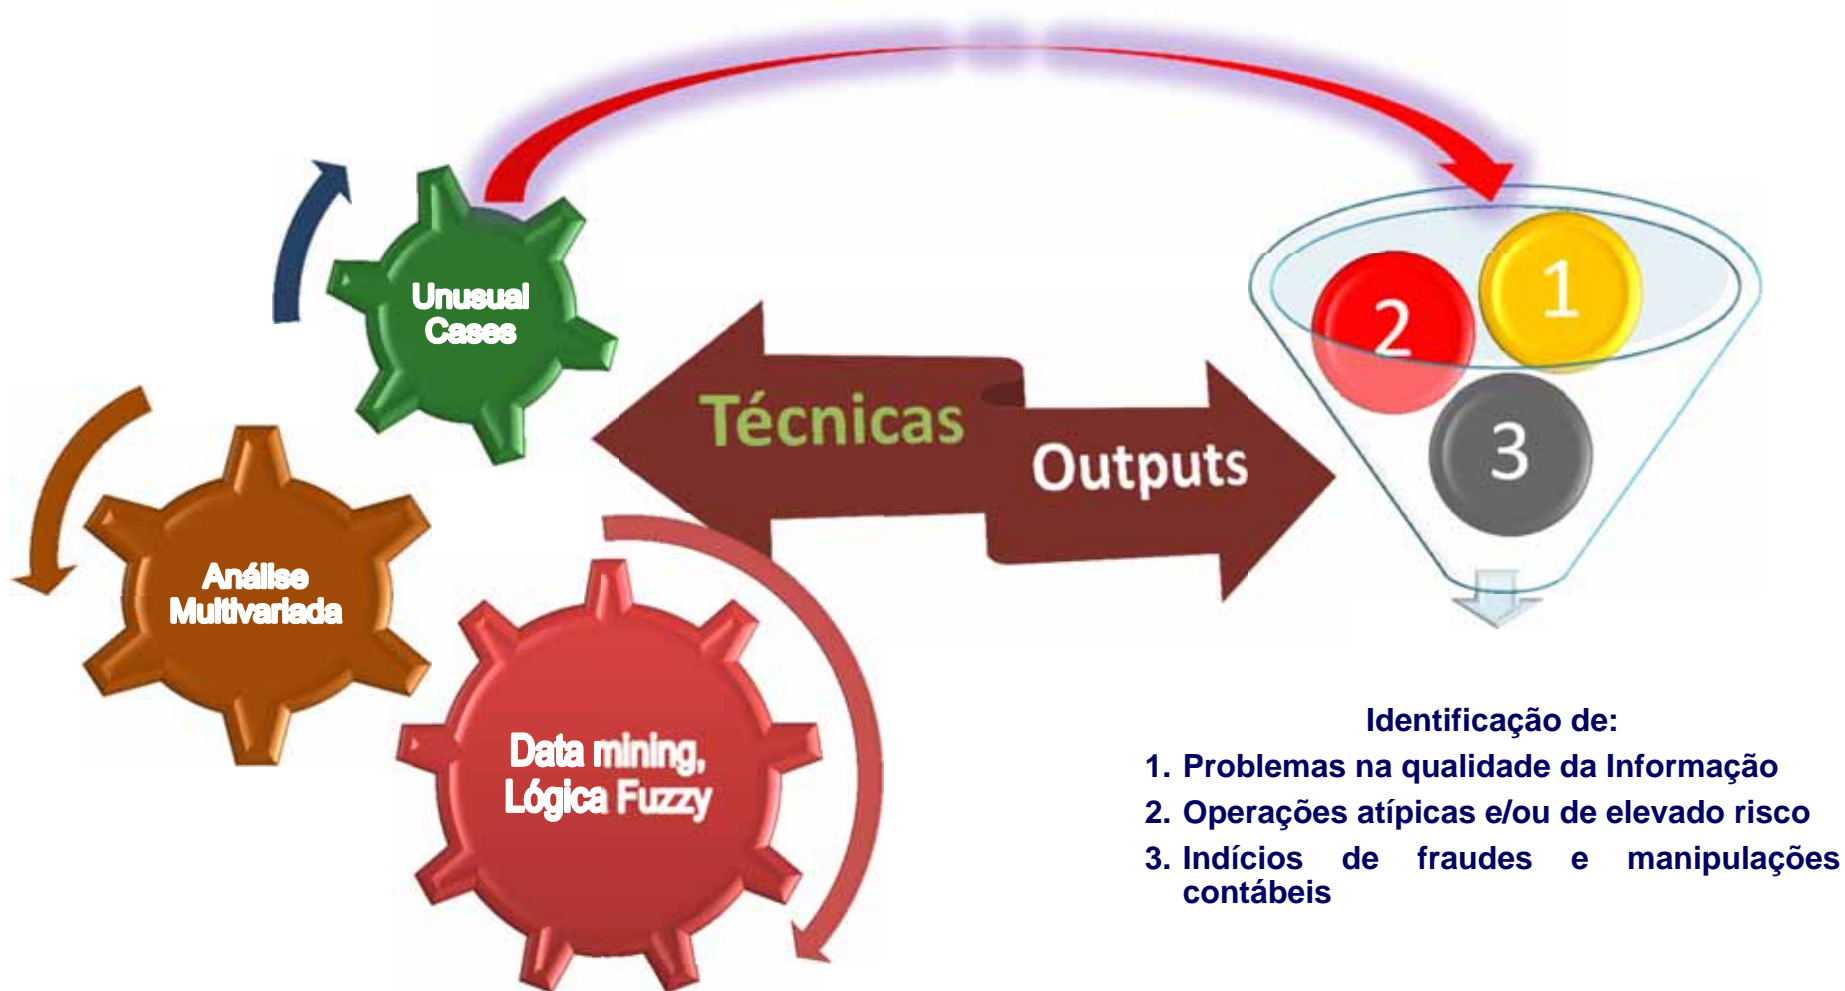 Unusual
Cases
Técnicas
Outputs
1
2
3
Análise
Multivariada
Data mining,
Lógica Fuzzy
Identificação de:
1. Problemas na qualidade da Informação
2. Operações atípicas e/ou de elevado risco
3. Indícios de fraudes e manipulações
contábeis